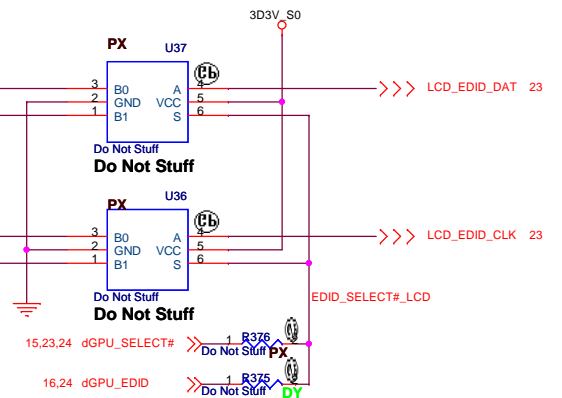 3D3V_S0
PX
U37
3 B0 A 4
LCD_EDID_DAT 23
2 GND VCC 5
1 B1 S 6
Do Not Stuff
Do Not Stuff
PX
U36
3 B0 A 4
LCD_EDID_CLK 23
2 GND VCC 5
1 B1 S 6
Do Not Stuff
EDID_SELECT#_LCD
Do Not Stuff
15,23,24 dGPU_SELECT# 1 R376
Do Not Stuff PX
16,24 dGPU_EDID 1 R375
Do Not Stuff DY